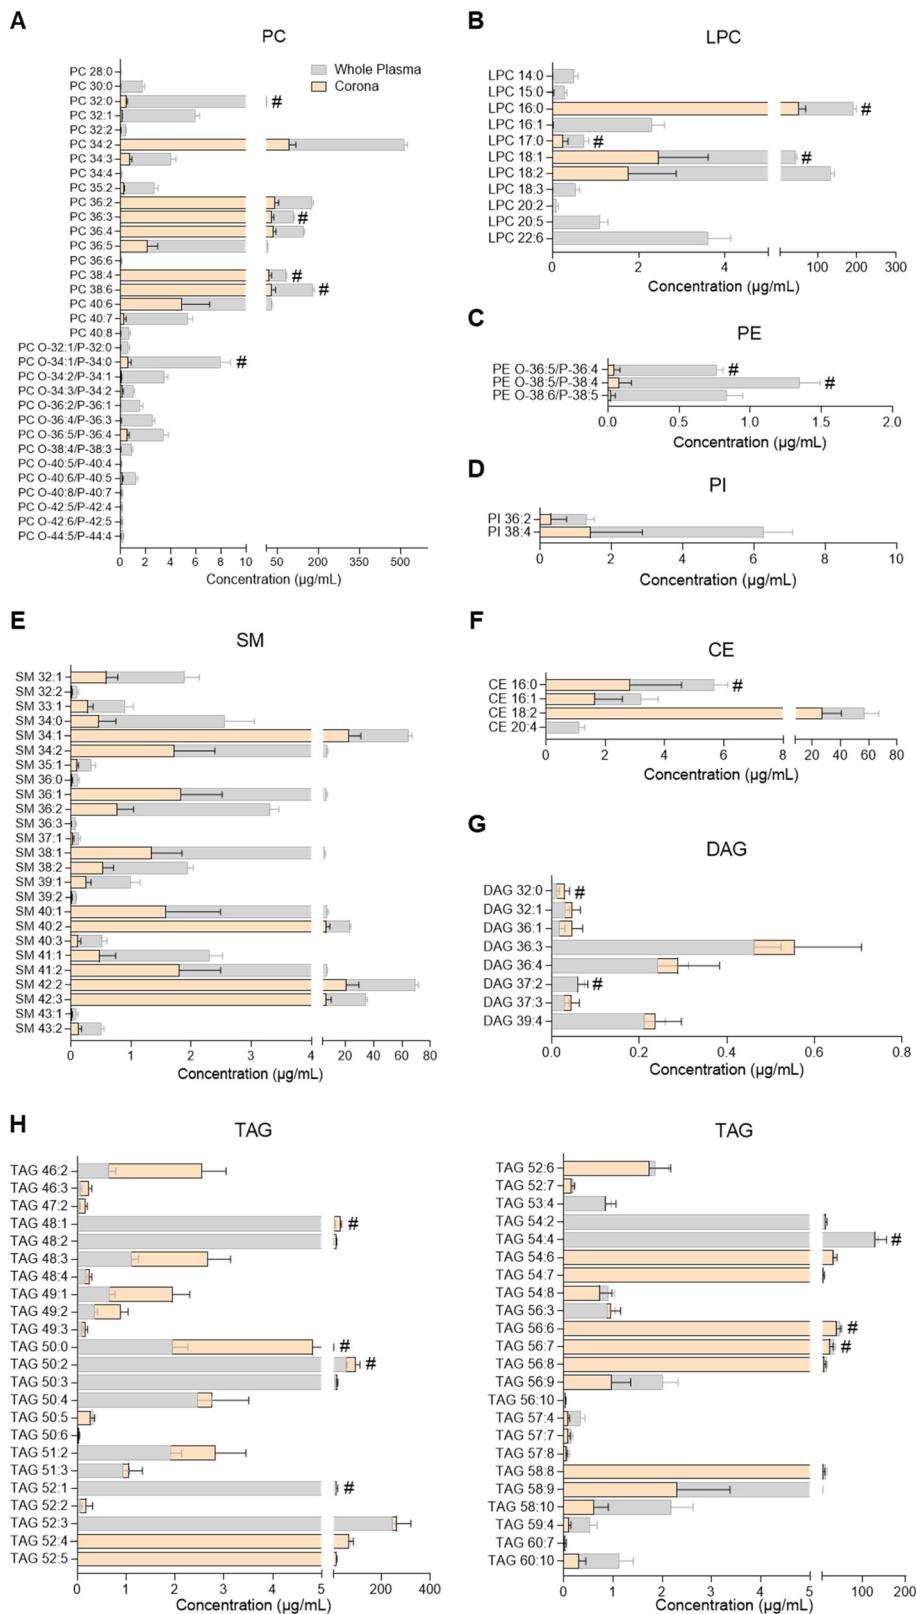 A
PC
Whole Plasma
Corona
PC 28:0
PC 30:0
PC 32:0
#
PC 32:1
PC 32:2
PC 34:2
PC 34:3
PC 34:4
PC 35:2
PC 36:2
PC 36:3
#
PC 36:4
PC 36:5
PC 36:6
PC 38:4
#
PC 38:6
#
PC 40:6
PC 40:7
PC 40:8
PC O-32:1/P-32:0
PC O-34:1/P-34:0
#
PC O-34:2/P-34:1
PC O-34:3/P-34:2
PC O-36:2/P-36:1
PC O-36:4/P-36:3
PC O-36:5/P-36:4
PC O-38:4/P-38:3
PC O-40:5/P-40:4
PC O-40:6/P-40:5
PC O-40:8/P-40:7
PC O-42:5/P-42:4
PC O-42:6/P-42:5
PC O-44:5/P-44:4
0 2 4 6 8 10 50 100 300 500
Concentration (µg/mL)
B
LPC
LPC 14:0
LPC 15:0
LPC 16:0
#
LPC 16:1
LPC 17:0
#
LPC 18:1
#
LPC 18:2
LPC 18:3
LPC 20:2
LPC 20:5
LPC 22:6
0 2 4 100 200 300
Concentration (µg/mL)
C
PE
PE O-36:5/P-36:4
#
PE O-38:5/P-38:4
#
PE O-38:6/P-38:5
0.0 0.5 1.0 1.5 2.0
Concentration (µg/mL)
D
PI
PI 36:2
PI 38:4
0 2 4 6 8 10
Concentration (µg/mL)
E
SM
SM 32:1
SM 32:2
SM 33:1
SM 34:0
SM 34:1
SM 34:2
SM 35:1
SM 36:0
SM 36:1
SM 36:2
SM 36:3
SM 37:1
SM 38:1
SM 38:2
SM 39:1
SM 39:2
SM 40:1
SM 40:2
SM 40:3
SM 41:1
SM 41:2
SM 42:2
SM 42:3
SM 43:1
SM 43:2
0 1 2 3 4 20 40 60 80
Concentration (µg/mL)
F
CE
CE 16:0
#
CE 16:1
CE 18:2
CE 20:4
0 2 4 6 8 20 40 60 80
Concentration (µg/mL)
G
DAG
DAG 32:0
#
DAG 32:1
DAG 36:1
DAG 36:3
DAG 36:4
DAG 37:2
#
DAG 37:3
DAG 39:4
0.0 0.2 0.4 0.6 0.8
Concentration (µg/mL)
H
TAG
TAG 46:2
TAG 46:3
TAG 47:2
TAG 48:1
#
TAG 48:2
TAG 48:3
TAG 48:4
TAG 49:1
TAG 49:2
TAG 49:3
TAG 50:0
#
TAG 50:2
#
TAG 50:3
TAG 50:4
TAG 50:5
TAG 50:6
TAG 51:2
TAG 51:3
TAG 52:1
#
TAG 52:2
TAG 52:3
TAG 52:4
TAG 52:5
0 1 2 3 4 5 200 400
Concentration (µg/mL)
TAG
TAG 52:6
TAG 52:7
TAG 53:4
TAG 54:2
TAG 54:4
#
TAG 54:6
TAG 54:7
TAG 54:8
TAG 56:3
TAG 56:6
#
TAG 56:7
#
TAG 56:8
TAG 56:9
TAG 56:10
TAG 57:4
TAG 57:7
TAG 57:8
TAG 58:8
TAG 58:9
TAG 58:10
TAG 59:4
TAG 60:7
TAG 60:10
0 1 2 3 4 5 100 200
Concentration (µg/mL)